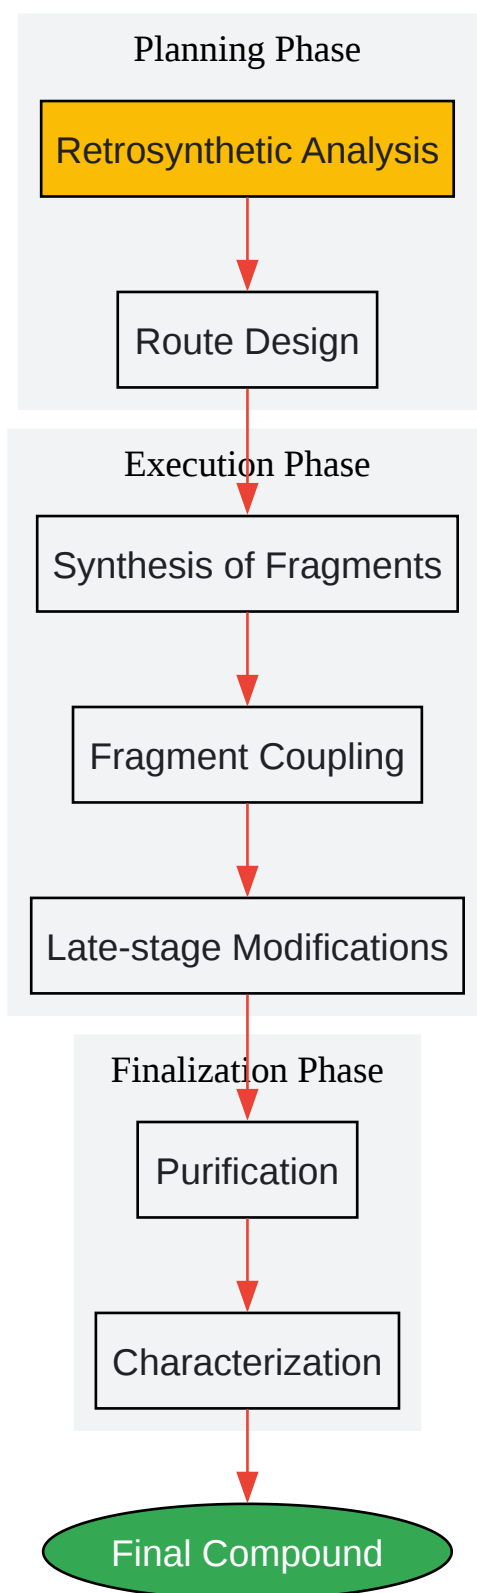 Planning Phase
Retrosynthetic Analysis
Route Design
Execution Phase
Synthesis of Fragments
Fragment Coupling
Late-stage Modifications
Finalization Phase
Purification
Characterization
Final Compound